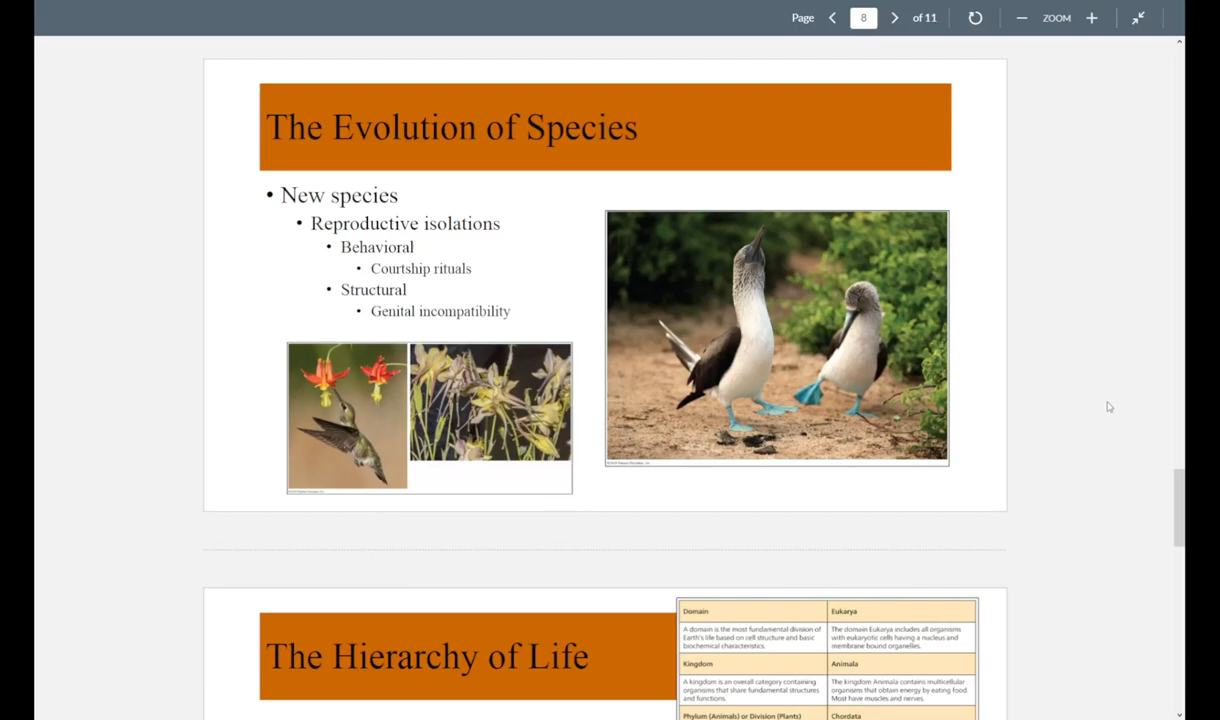 Page 8 of 11 ZOOM
The Evolution of Species
• New species
• Reproductive isolations
• Behavioral
• Courtship rituals
• Structural
• Genital incompatibility
The Hierarchy of Life
Domain Eukarya
A domain is the most fundamental division of The domain Eukarya includes all organisms
Earth's life based on cell structure and basic with eukaryotic cells having a nucleus and
biochemical characteristics. membrane bound organelles.
Kingdom Animala
A kingdom is an overall category containing The kingdom Animala contains multicellular
organisms that share fundamental structures organisms that obtain energy by eating food.
and functions. Most have muscles and nerves.
Phylum (Animals) or Division (Plants) Chordata